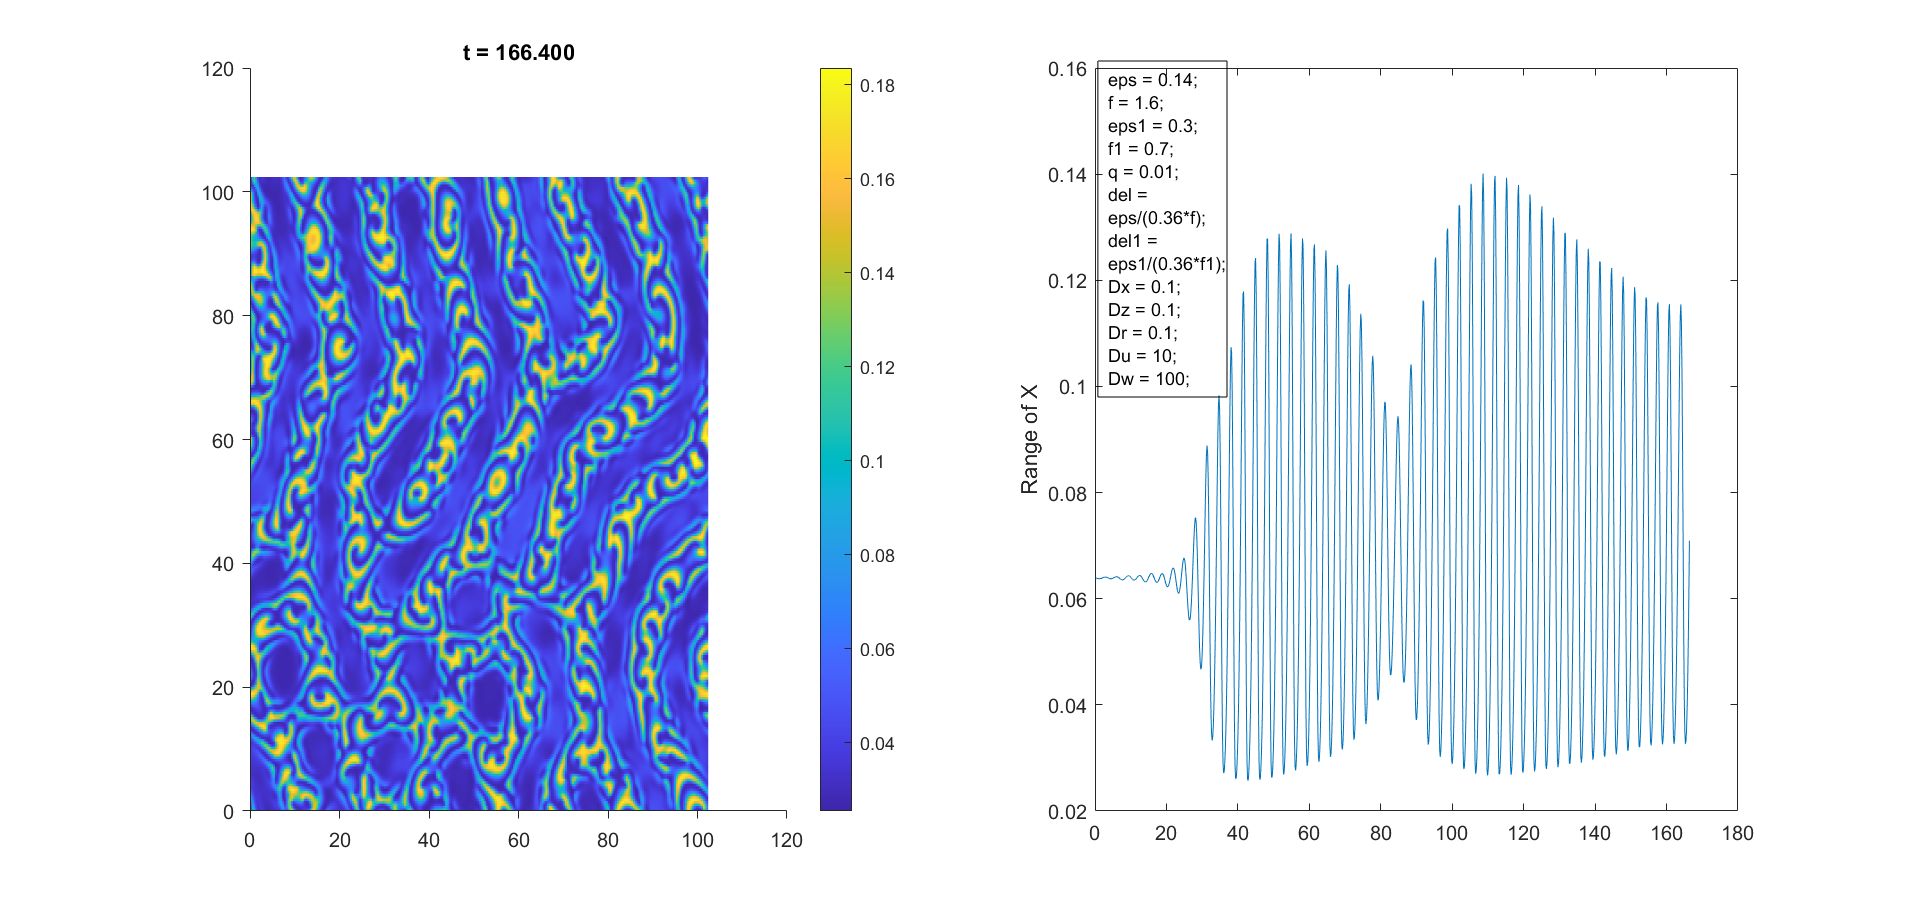 t = 166.400
120
100
80
60
40
20
0
0
20
40
60
80
100
120
0.18
0.16
0.14
0.12
0.1
0.08
0.06
0.04
Range of X
0.16
0.14
0.12
0.1
0.08
0.06
0.04
0.02
0
20
40
60
80
100
120
140
160
180
eps = 0.14;
f = 1.6;
eps1 = 0.3;
f1 = 0.7;
q = 0.01;
del =
eps/(0.36*f);
del1 =
eps1/(0.36*f1);
Dx = 0.1;
Dz = 0.1;
Dr = 0.1;
Du = 10;
Dw = 100;